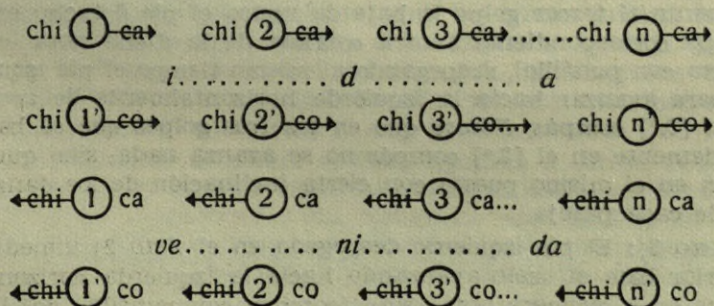 chi 1 ca chi 2 ca chi 3 ca...... chi n ca
i............ d ............ a
chi 1' co chi 2' co chi 3' co... chi n' co
chi 1 ca chi 2 ca chi 3 ca... chi n ca
ve......... ni.......... da
chi 1' co chi 2' co chi 3' co... chi n' co